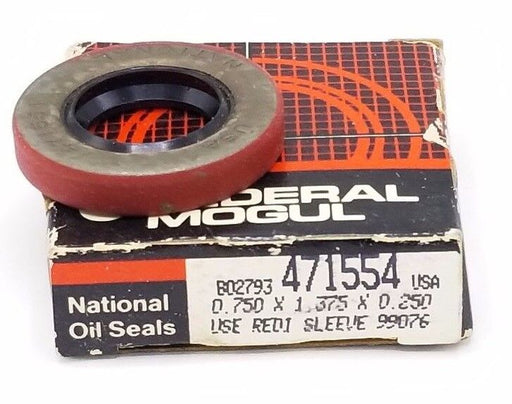 FEDERAL
MOGUL
National
Oil Seals
B02793 471554 USA
0.750 X 1.375 X 0.250
USE REDI SLEEVE 99076